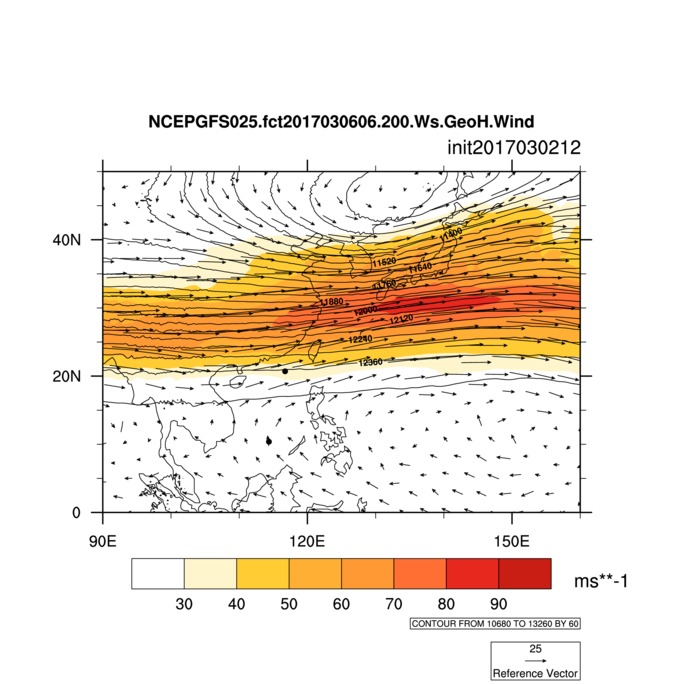 NCEPGFS025.fct2017030606.200.Ws.GeoH.Wind
init2017030212
40N
20N
0
90E 120E 150E
11400
11520
11640
11760
11880
12000
12120
12240
12360
30 40 50 60 70 80 90
ms**-1
CONTOUR FROM 10680 TO 13260 BY 60
25
Reference Vector